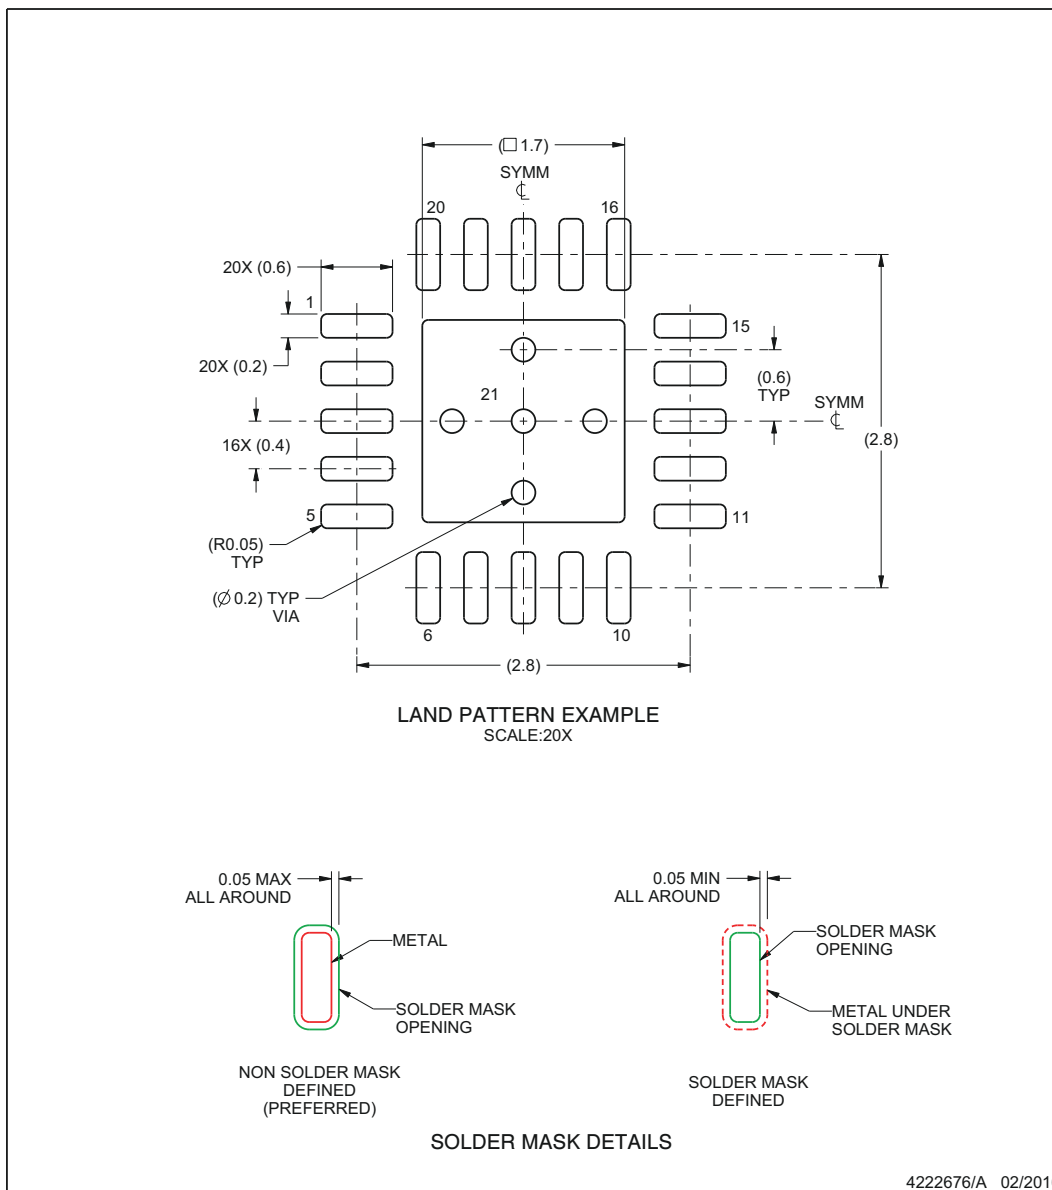 (□ 1.7)
SYMM
℄
20
16
20X (0.6)
1
15
20X (0.2)
(0.6)
TYP
21
SYMM
℄
16X (0.4)
(2.8)
5
11
(R0.05)
TYP
(∅ 0.2) TYP
VIA
6
10
(2.8)
LAND PATTERN EXAMPLE
SCALE:20X
0.05 MAX
ALL AROUND
METAL
SOLDER MASK
OPENING
NON SOLDER MASK
DEFINED
(PREFERRED)
0.05 MIN
ALL AROUND
SOLDER MASK
OPENING
METAL UNDER
SOLDER MASK
SOLDER MASK
DEFINED
SOLDER MASK DETAILS
4222676/A